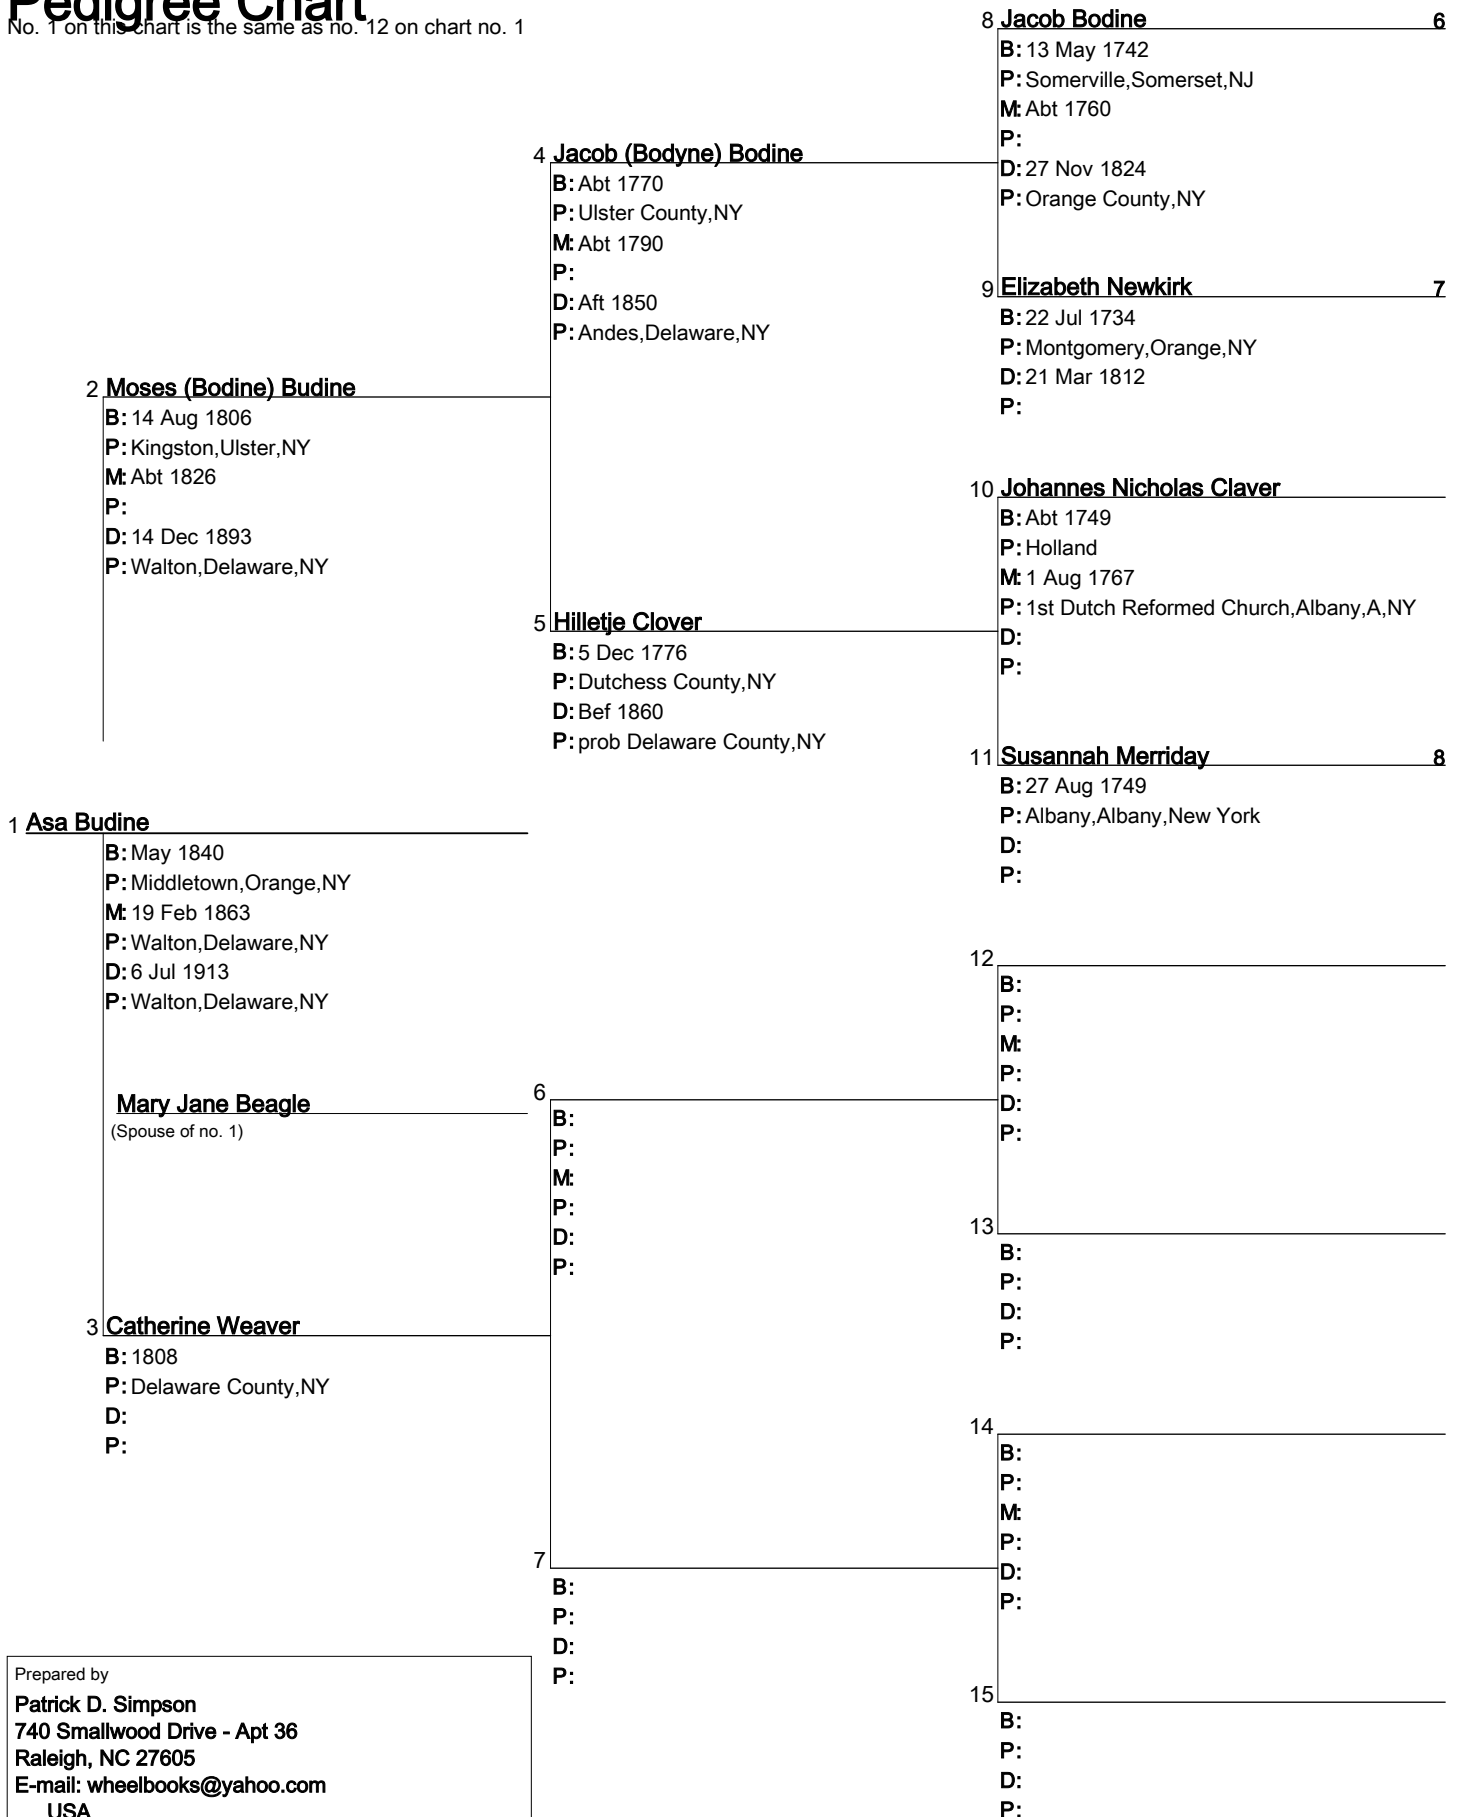 Pedigree Chart
No. 1 on this chart is the same as no. 12 on chart no. 1
8 Jacob Bodine 6
B: 13 May 1742
P: Somerville,Somerset,NJ
M: Abt 1760
P:
D: 27 Nov 1824
P: Orange County,NY
4 Jacob (Bodyne) Bodine
B: Abt 1770
P: Ulster County,NY
M: Abt 1790
P:
D: Aft 1850
P: Andes,Delaware,NY
9 Elizabeth Newkirk 7
B: 22 Jul 1734
P: Montgomery,Orange,NY
D: 21 Mar 1812
P:
2 Moses (Bodine) Budine
B: 14 Aug 1806
P: Kingston,Ulster,NY
M: Abt 1826
P:
D: 14 Dec 1893
P: Walton,Delaware,NY
10 Johannes Nicholas Claver
B: Abt 1749
P: Holland
M: 1 Aug 1767
P: 1st Dutch Reformed Church,Albany,A,NY
D:
P:
5 Hilletje Clover
B: 5 Dec 1776
P: Dutchess County,NY
D: Bef 1860
P: prob Delaware County,NY
11 Susannah Merriday 8
B: 27 Aug 1749
P: Albany,Albany,New York
D:
P:
1 Asa Budine
B: May 1840
P: Middletown,Orange,NY
M: 19 Feb 1863
P: Walton,Delaware,NY
D: 6 Jul 1913
P: Walton,Delaware,NY
Mary Jane Beagle
(Spouse of no. 1)
12
B:
P:
M:
P:
D:
P:
6
B:
P:
M:
P:
D:
P:
13
B:
P:
D:
P:
3 Catherine Weaver
B: 1808
P: Delaware County,NY
D:
P:
14
B:
P:
M:
P:
D:
P:
7
B:
P:
D:
P:
15
B:
P:
D:
P:
Prepared by
Patrick D. Simpson
740 Smallwood Drive - Apt 36
Raleigh, NC 27605
E-mail: wheelbooks@yahoo.com
USA